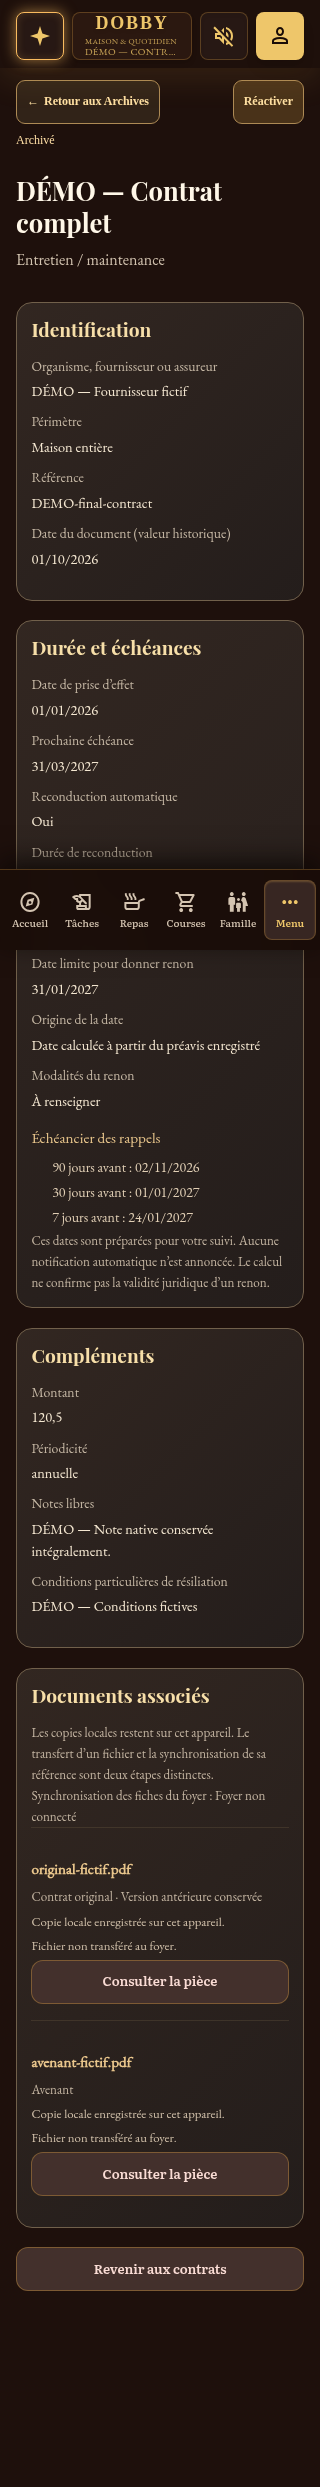 DOBBY
MAISON & QUOTIDIEN
DÉMO — CONTR…
← Retour aux Archives
Réactiver
Archivé
DÉMO — Contrat
complet
Entretien / maintenance
Identification
Organisme, fournisseur ou assureur
DÉMO — Fournisseur fictif
Périmètre
Maison entière
Référence
DEMO-final-contract
Date du document (valeur historique)
01/10/2026
Durée et échéances
Date de prise d’effet
01/01/2026
Prochaine échéance
31/03/2027
Reconduction automatique
Oui
Durée de reconduction
Accueil
Tâches
Repas
Courses
Famille
Menu
Date limite pour donner renon
31/01/2027
Origine de la date
Date calculée à partir du préavis enregistré
Modalités du renon
À renseigner
Échéancier des rappels
90 jours avant : 02/11/2026
30 jours avant : 01/01/2027
7 jours avant : 24/01/2027
Ces dates sont préparées pour votre suivi. Aucune
notification automatique n’est annoncée. Le calcul
ne confirme pas la validité juridique d’un renon.
Compléments
Montant
120,5
Périodicité
annuelle
Notes libres
DÉMO — Note native conservée
intégralement.
Conditions particulières de résiliation
DÉMO — Conditions fictives
Documents associés
Les copies locales restent sur cet appareil. Le
transfert d’un fichier et la synchronisation de sa
référence sont deux étapes distinctes.
Synchronisation des fiches du foyer : Foyer non
connecté
original-fictif.pdf
Contrat original · Version antérieure conservée
Copie locale enregistrée sur cet appareil.
Fichier non transféré au foyer.
Consulter la pièce
avenant-fictif.pdf
Avenant
Copie locale enregistrée sur cet appareil.
Fichier non transféré au foyer.
Consulter la pièce
Revenir aux contrats